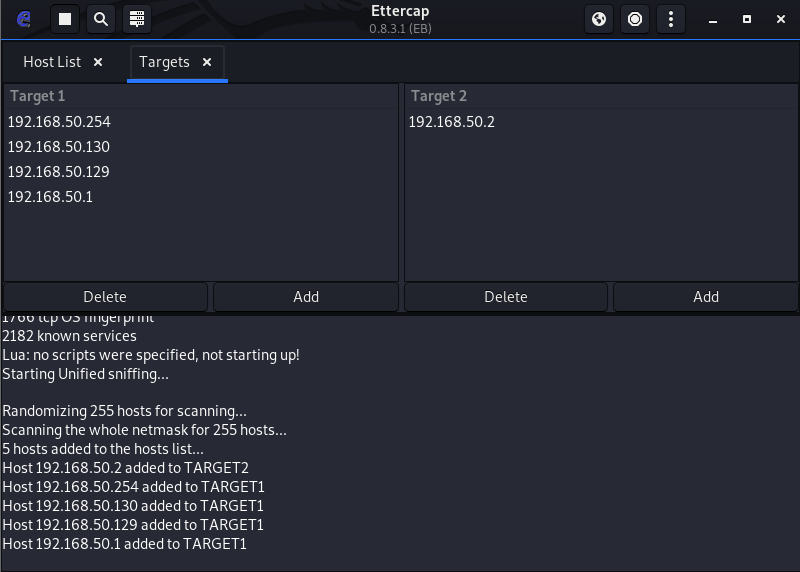 Ettercap
0.8.3.1 (EB)
Host List
Targets
Target 1
192.168.50.254
192.168.50.130
192.168.50.129
192.168.50.1
Target 2
192.168.50.2
Delete
Add
Delete
Add
1766 tcp OS fingerprint
2182 known services
Lua: no scripts were specified, not starting up!
Starting Unified sniffing...
Randomizing 255 hosts for scanning...
Scanning the whole netmask for 255 hosts...
5 hosts added to the hosts list...
Host 192.168.50.2 added to TARGET2
Host 192.168.50.254 added to TARGET1
Host 192.168.50.130 added to TARGET1
Host 192.168.50.129 added to TARGET1
Host 192.168.50.1 added to TARGET1